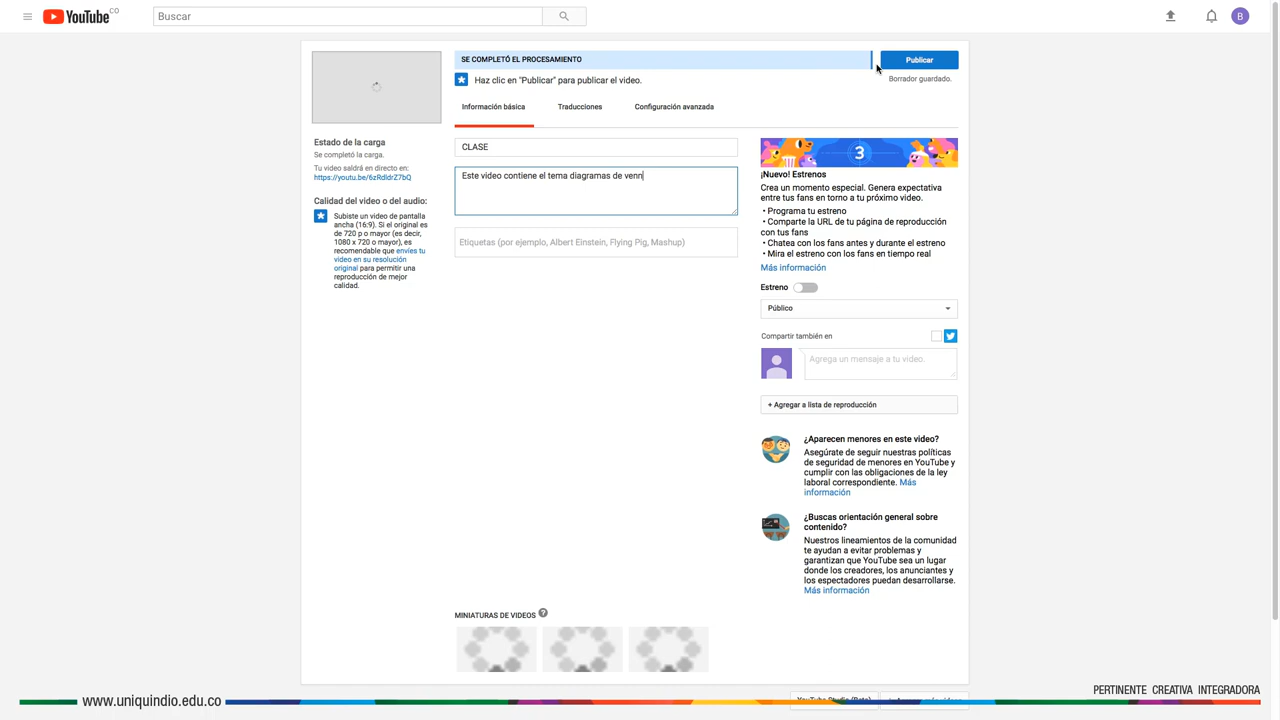 YouTube CO
Buscar
B
SE COMPLETÓ EL PROCESAMIENTO
Publicar
Haz clic en "Publicar" para publicar el video.
Borrador guardado.
Información básica
Traducciones
Configuración avanzada
Estado de la carga
Se completó la carga.
Tu video saldrá en directo en:
https://youtu.be/6zRdldrZ7bQ
Calidad del video o del audio:
Subiste un video de pantalla
ancha (16:9). Si el original es
de 720 p o mayor (es decir,
1080 x 720 o mayor), es
recomendable que envíes tu
video en su resolución
original para permitir una
reproducción de mejor
calidad.
CLASE
Este video contiene el tema diagramas de venn
Etiquetas (por ejemplo, Albert Einstein, Flying Pig, Mashup)
3
¡Nuevo! Estrenos
Crea un momento especial. Genera expectativa
entre tus fans en torno a tu próximo video.
• Programa tu estreno
• Comparte la URL de tu página de reproducción
con tus fans
• Chatea con los fans antes y durante el estreno
• Mira el estreno con los fans en tiempo real
Más información
Estreno
Público
Compartir también en
Agrega un mensaje a tu video.
+ Agregar a lista de reproducción
¿Aparecen menores en este video?
Asegúrate de seguir nuestras políticas
de seguridad de menores en YouTube y
cumplir con las obligaciones de la ley
laboral correspondiente. Más
información
¿Buscas orientación general sobre
contenido?
Nuestros lineamientos de la comunidad
te ayudan a evitar problemas y
garantizan que YouTube sea un lugar
donde los creadores, los anunciantes y
los espectadores puedan desarrollarse.
Más información
MINIATURAS DE VIDEOS ?
YouTube Studio (Beta)
www.uniquindio.edu.co
PERTINENTE CREATIVA INTEGRADORA